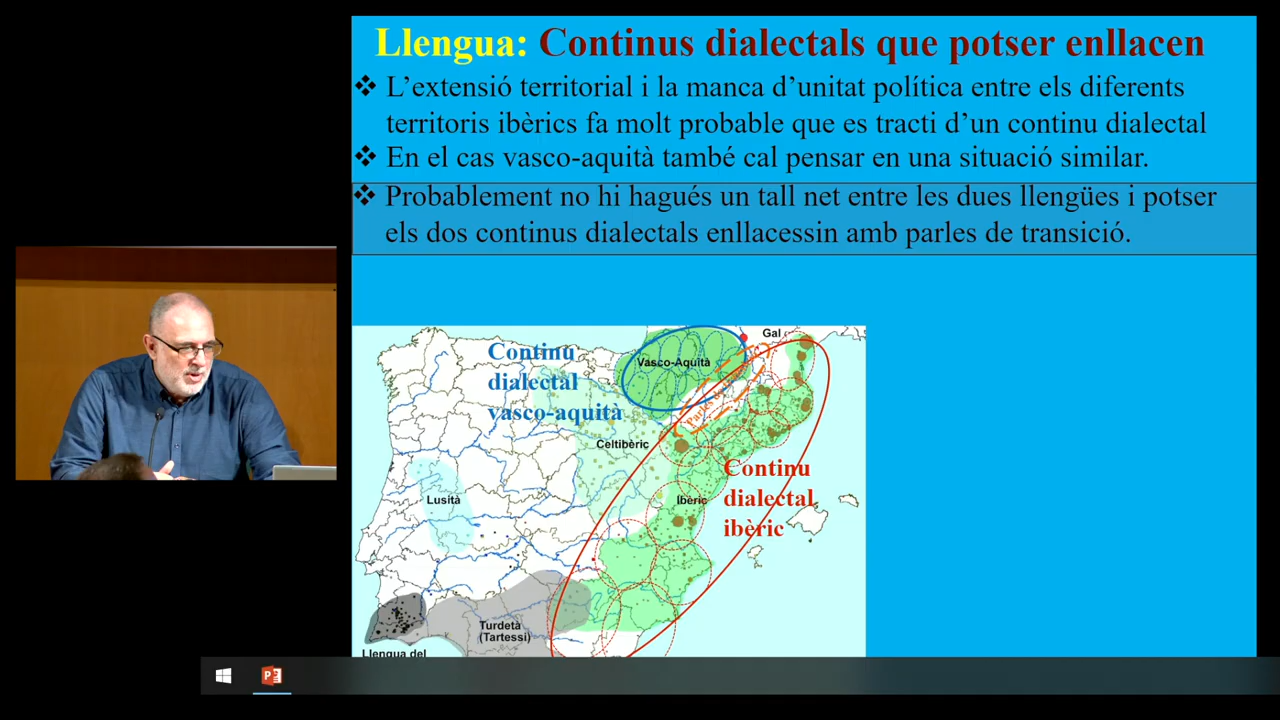 Llengua: Continus dialectals que potser enllacen
❖ L’extensió territorial i la manca d’unitat política entre els diferents
territoris ibèrics fa molt probable que es tracti d’un continu dialectal
❖ En el cas vasco-aquità també cal pensar en una situació similar.
❖ Probablement no hi hagués un tall net entre les dues llengües i potser
els dos continus dialectals enllacessin amb parles de transició.
Gal
Continu
dialectal
vasco-aquità
Vasco-Aquità
Celtibèric
Lusità
Ibèric
Continu
dialectal
ibèric
Turdetà
(Tartessi)
Llengua del